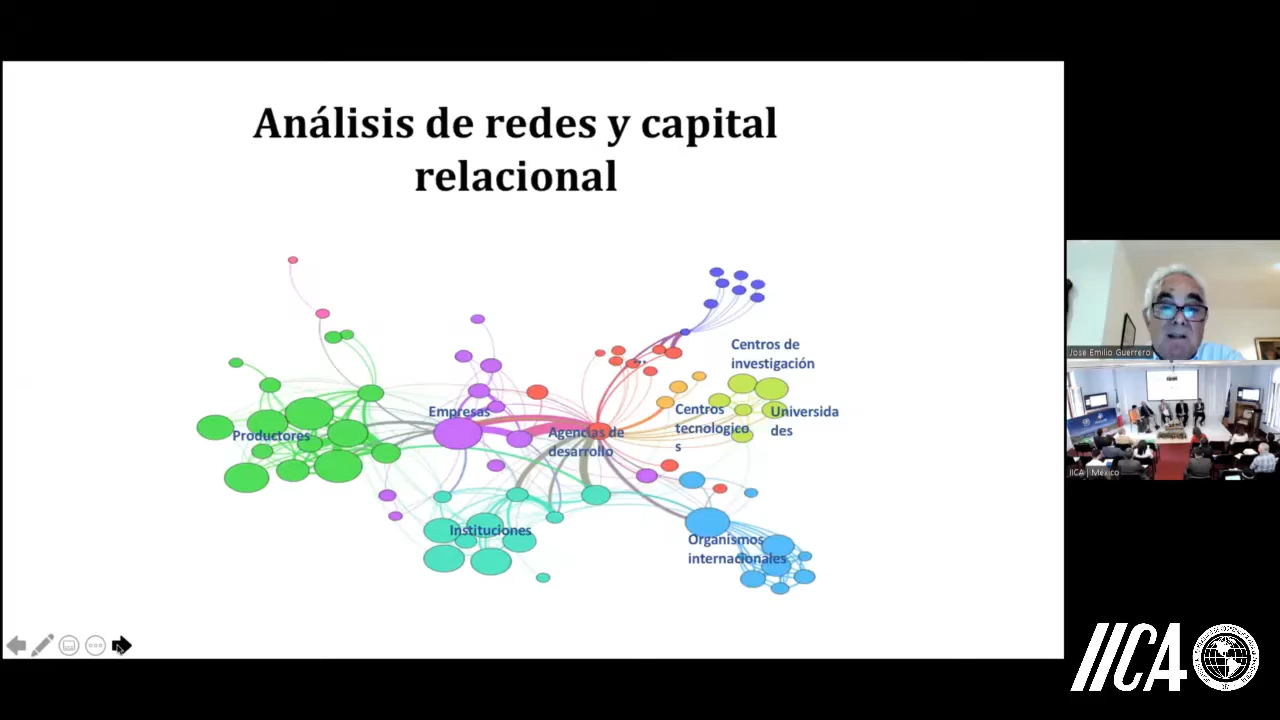 Análisis de redes y capital
relacional
Centros de
investigación
Empresas
Centros
tecnologico
s
Universida
des
Productores
Agencias de
desarrollo
Instituciones
Organismos
internacionales
Jose Emilio Guerrero
IICA | México
IICA